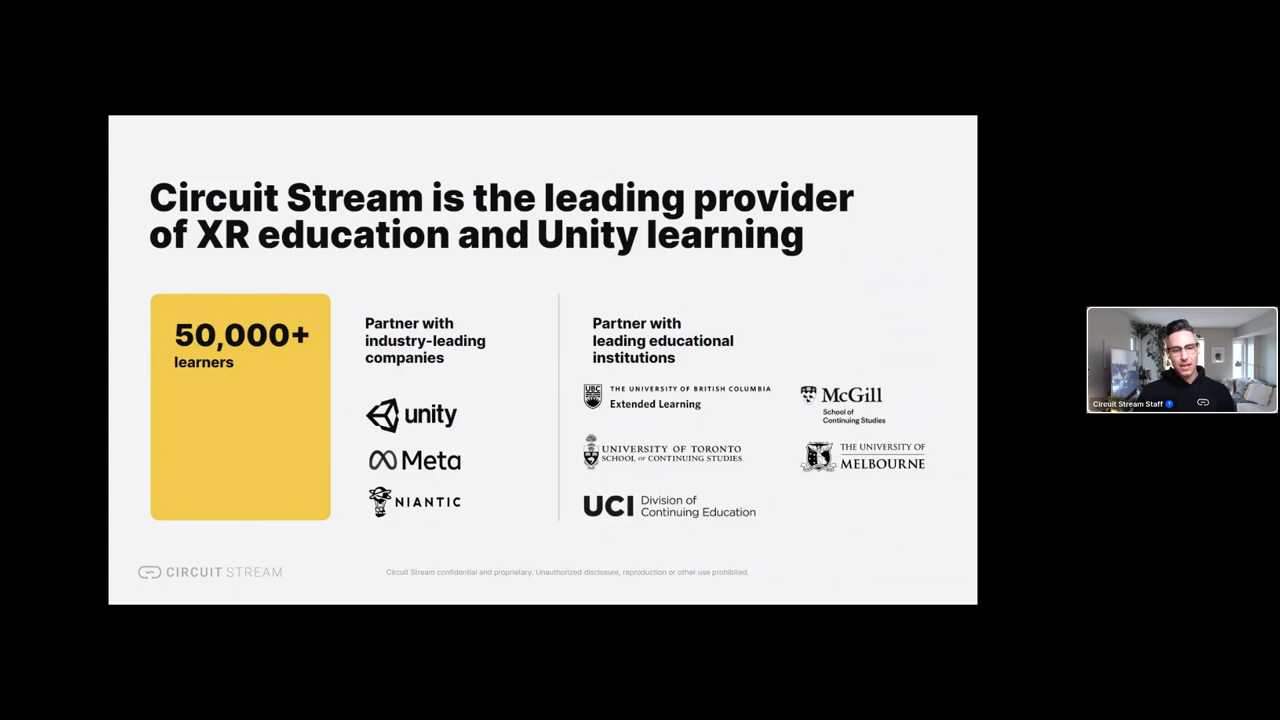 Circuit Stream is the leading provider
of XR education and Unity learning
50,000+
learners
Partner with
industry-leading
companies
unity
Meta
NIANTIC
Partner with
leading educational
institutions
UBC
THE UNIVERSITY OF BRITISH COLUMBIA
Extended Learning
McGill
School of
Continuing Studies
UNIVERSITY OF TORONTO
SCHOOL OF CONTINUING STUDIES
THE UNIVERSITY OF
MELBOURNE
UCI Division of
Continuing Education
CIRCUIT STREAM
Circuit Stream confidential and proprietary. Unauthorized disclosure, reproduction or other use prohibited.
Circuit Stream Staff